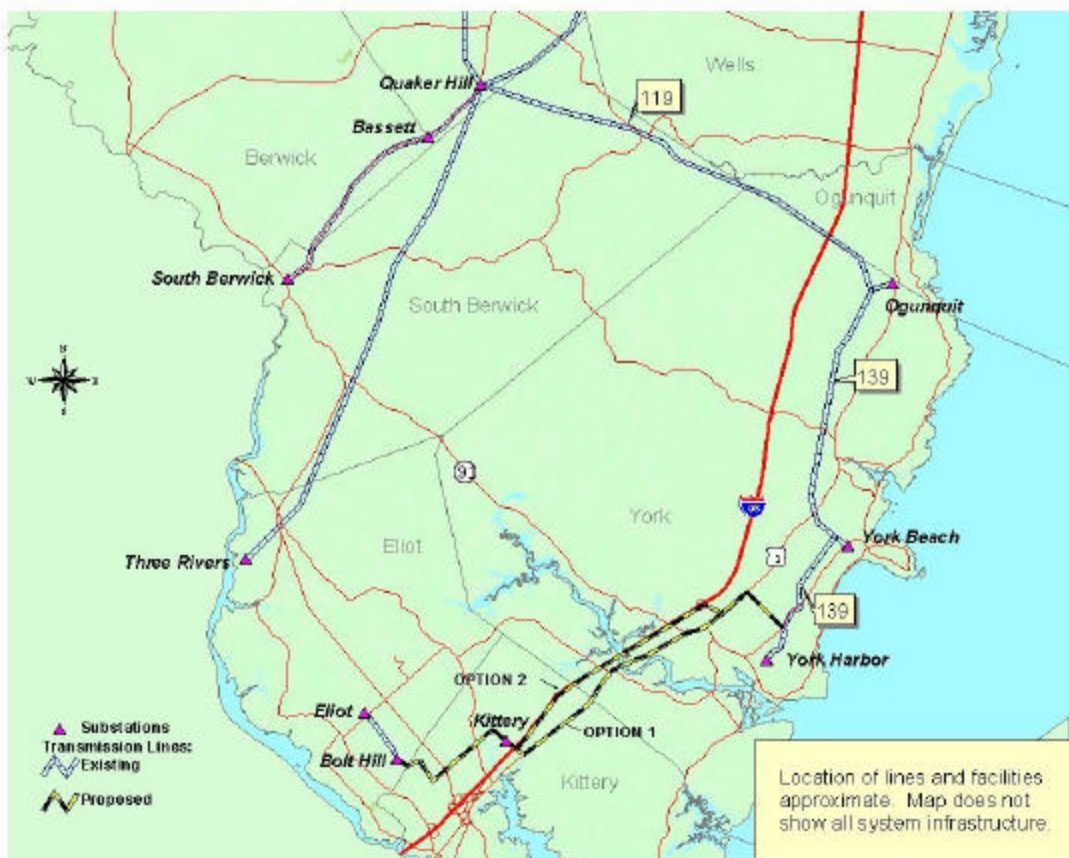 Wells
Quaker Hill
119
Bassett
Berwick
Ogunquit
South Berwick
Ogunquit
South Berwick
139
9
York
Eliot
1
York Beach
Three Rivers
139
York Harbor
OPTION 2
Eliot
Kittery
OPTION 1
Bolt Hill
Kittery
Substations
Transmission Lines:
Existing
Proposed
Location of lines and facilities
approximate. Map does not
show all system infrastructure.